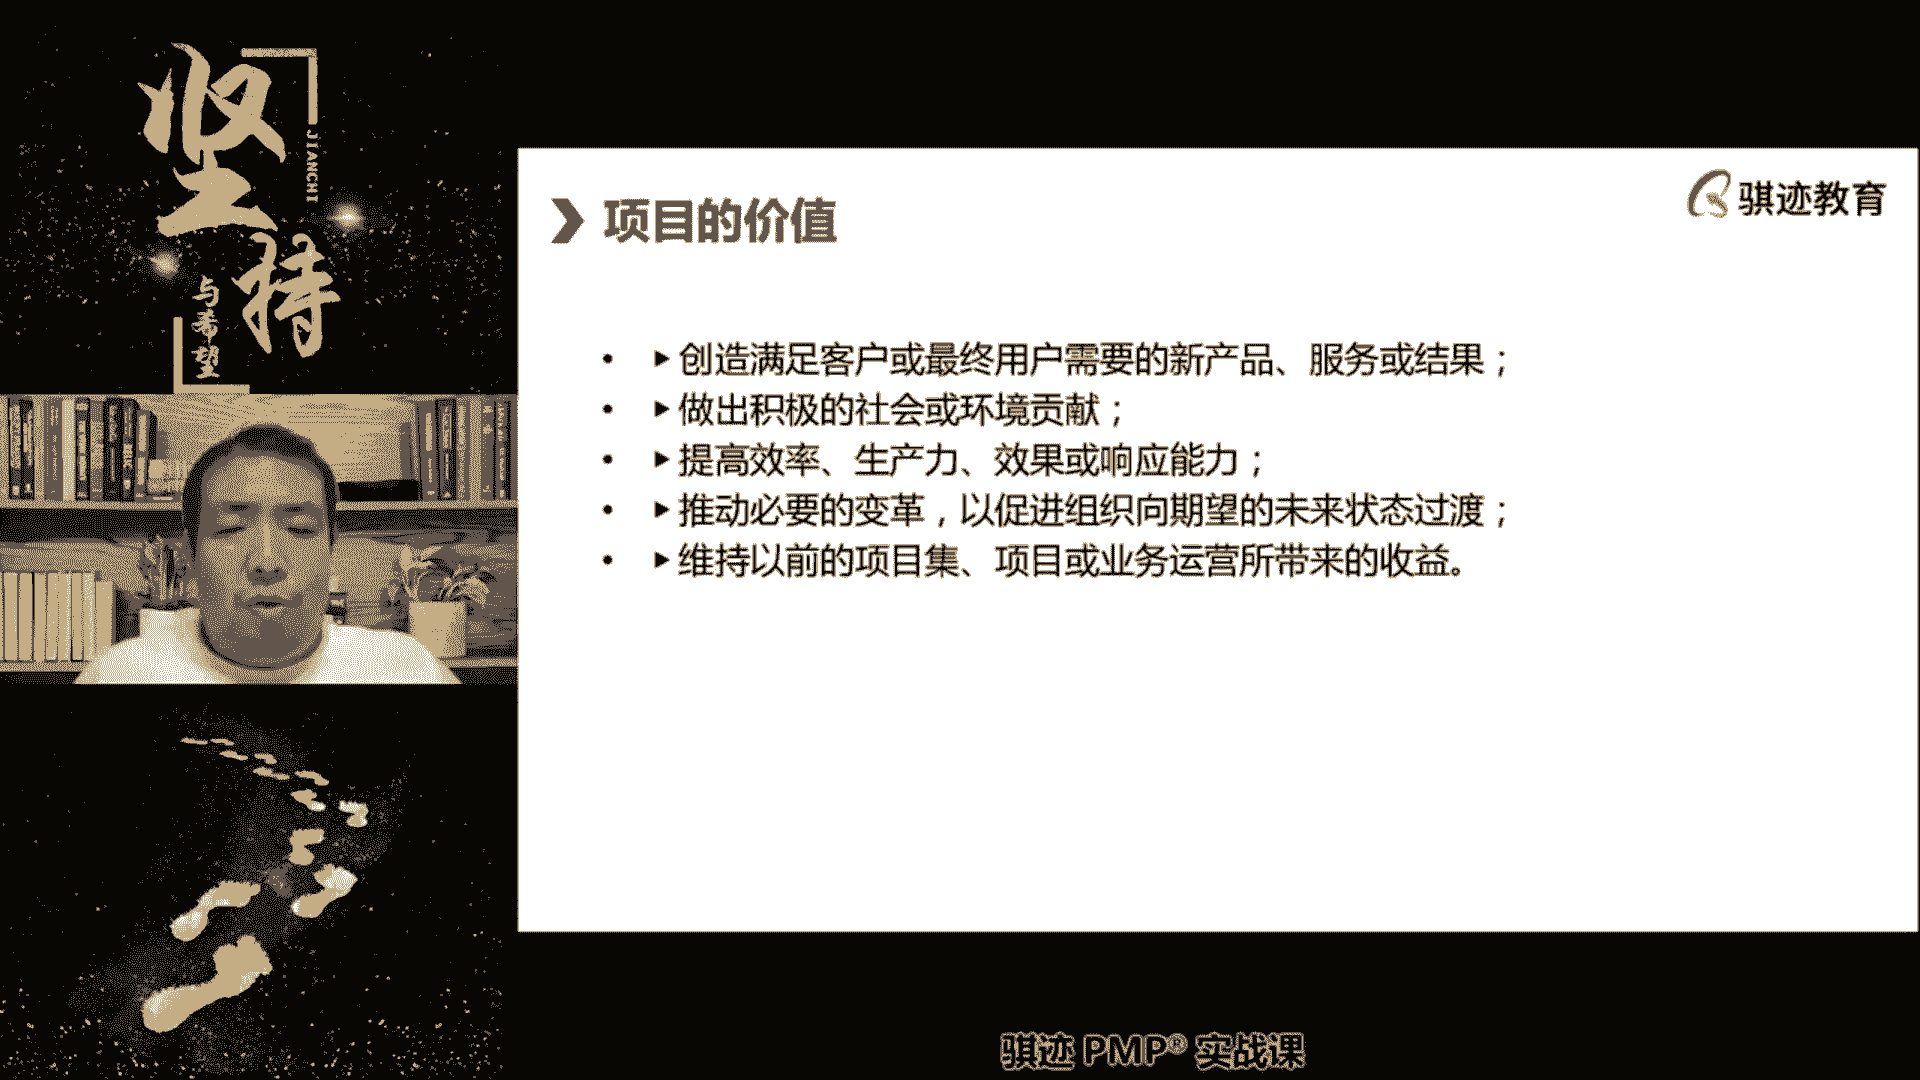 坚持
JIANCHI
与希望
项目的价值
骐迹教育
• ▶创造满足客户或最终用户需要的新产品、服务或结果；
• ▶做出积极的社会或环境贡献；
• ▶提高效率、生产力、效果或响应能力；
• ▶推动必要的变革，以促进组织向期望的未来状态过渡；
• ▶维持以前的项目集、项目或业务运营所带来的收益。
骐迹 PMP® 实战课